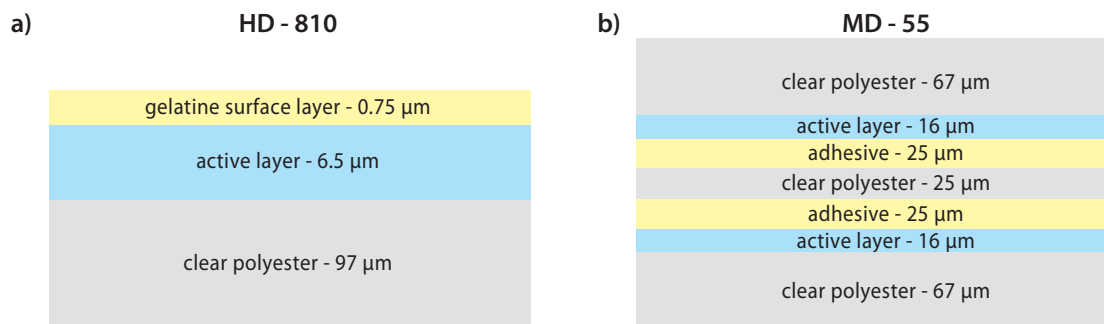 a)
HD - 810
gelatine surface layer - 0.75 µm
active layer - 6.5 µm
clear polyester - 97 µm
b)
MD - 55
clear polyester - 67 µm
active layer - 16 µm
adhesive - 25 µm
clear polyester - 25 µm
adhesive - 25 µm
active layer - 16 µm
clear polyester - 67 µm